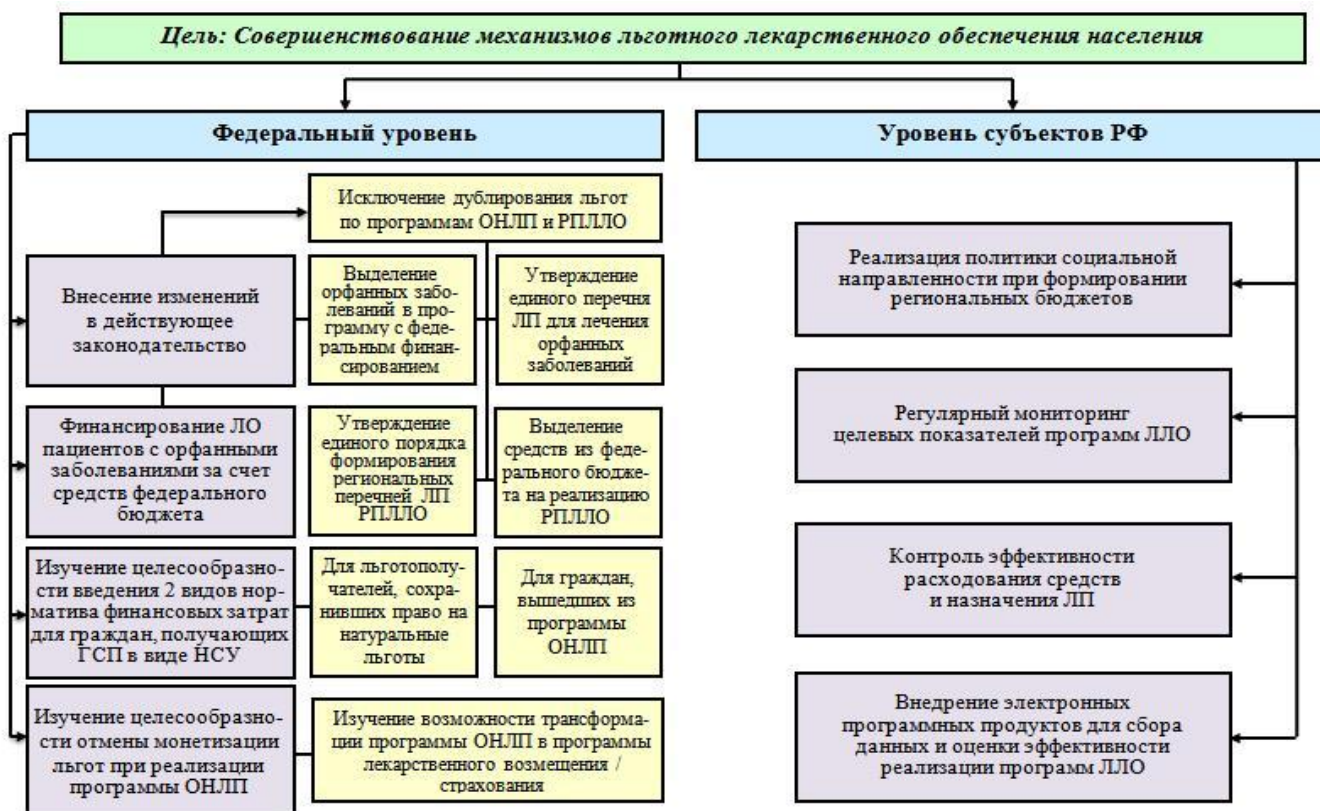 Цель: Совершенствование механизмов льготного лекарственного обеспечения населения
Федеральный уровень
Исключение дублирования льгот
по программам ОНЛП и РПЛЛО
Внесение изменений
в действующее
законодательство
Выделение
орфанных забо-
леваний в про-
грамму с феде-
ральным финан-
сированием
Утверждение
единого перечня
ЛП для лечения
орфанных
заболеваний
Финансирование ЛО
пациентов с орфанными
заболеваниями за счет
средств федерального
бюджета
Утверждение
единого порядка
формирования
региональных
перечней ЛП
РПЛЛО
Выделение
средств из феде-
рального бюдже-
та на реализацию
РПЛЛО
Изучение целесообразно-
сти введения 2 видов нор-
матива финансовых затрат
для граждан, получающих
ГСП в виде НСУ
Для льготополу-
чателей, сохра-
нивших право на
натуральные
льготы
Для граждан,
вышедших из
программы
ОНЛП
Изучение целесообразно-
сти отмены монетизации
льгот при реализации
программы ОНЛП
Изучение возможности трансформа-
ции программы ОНЛП в программы
лекарственного возмещения /
страхования
Уровень субъектов РФ
Реализация политики социальной
направленности при формировании
региональных бюджетов
Регулярный мониторинг
целевых показателей программ ЛЛО
Контроль эффективности
расходования средств
и назначения ЛП
Внедрение электронных
программных продуктов для сбора
данных и оценки эффективности
реализации программ ЛЛО